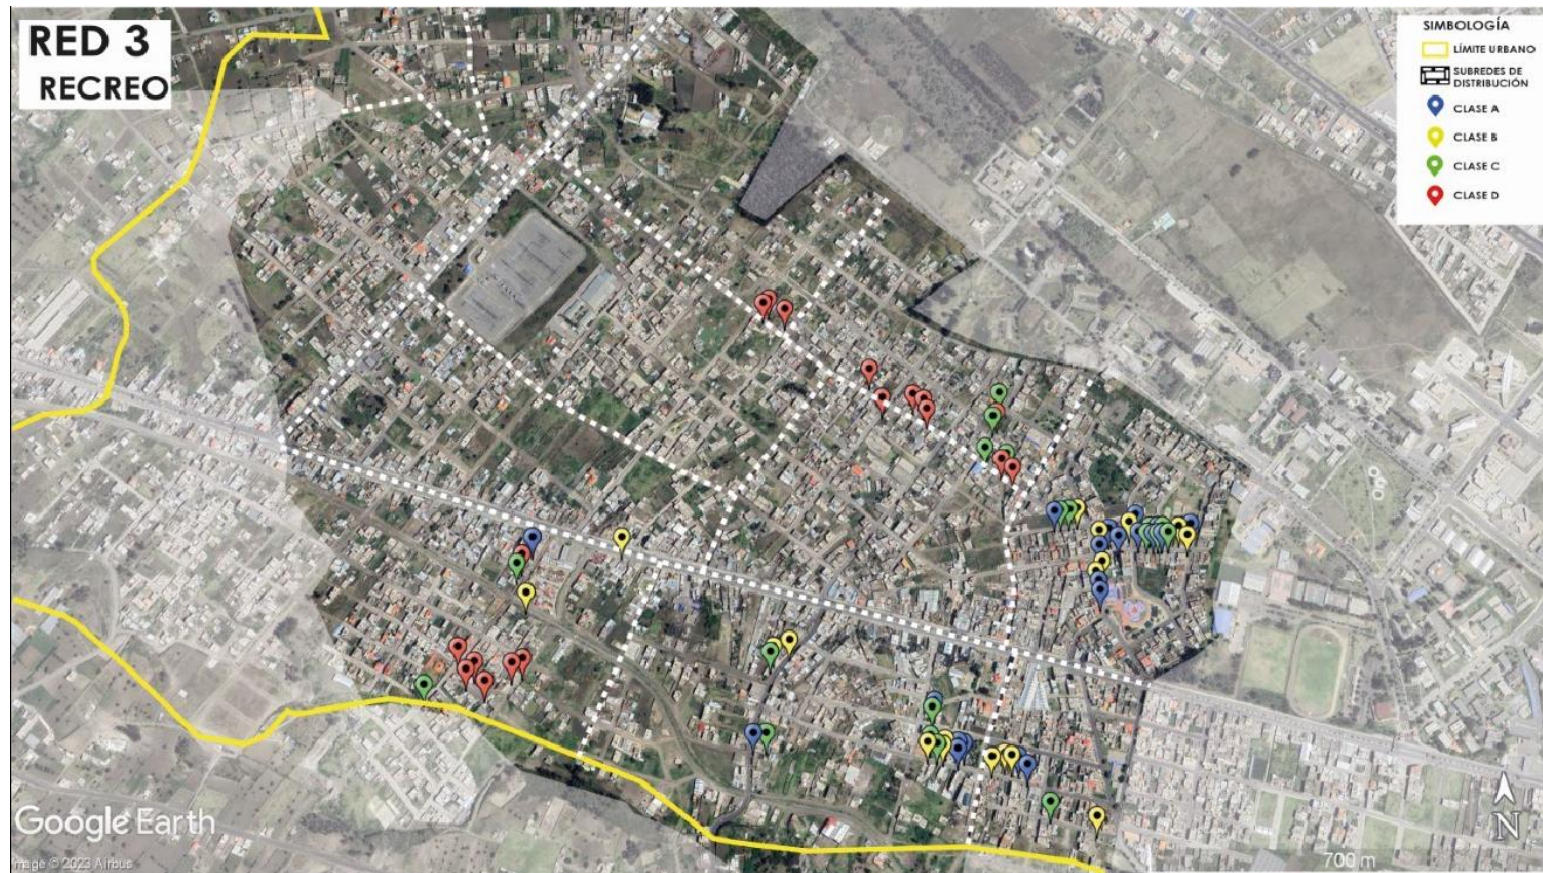 RED 3
RECREO
SIMBOLOGÍA
LÍMITE URBANO
SUBREDES DE
DISTRIBUCIÓN
CLASE A
CLASE B
CLASE C
CLASE D
Google Earth
Image © 2023 Airbus
700 m
N